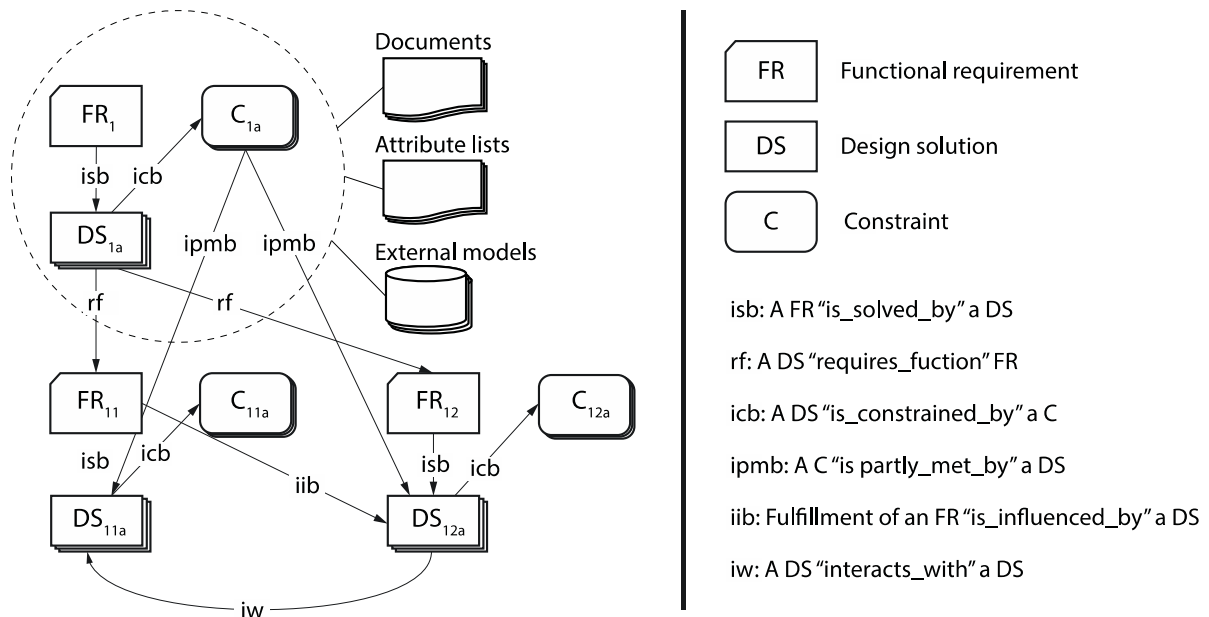 Documents
FR1
C1a
Attribute lists
isb
icb
DS1a
ipmb
ipmb
External models
rf
rf
FR11
C11a
FR12
C12a
isb
icb
isb
icb
iib
DS11a
DS12a
iw
FR
Functional requirement
DS
Design solution
C
Constraint
isb: A FR “is_solved_by” a DS
rf: A DS “requires_fuction” FR
icb: A DS “is_constrained_by” a C
ipmb: A C “is partly_met_by” a DS
iib: Fulfillment of an FR “is_influenced_by” a DS
iw: A DS “interacts_with” a DS